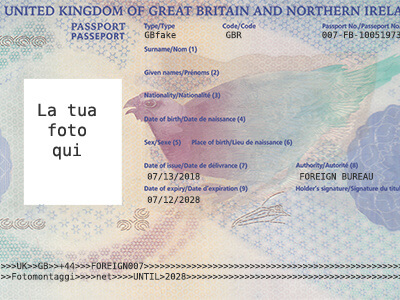 UNITED KINGDOM OF GREAT BRITAIN AND NORTHERN IRELA
PASSPORT
PASSEPORT
Type/Type
Code/Code
Passport No./Passeport No.
GBfake
GBR
007-FB-10051973
Surname/Nom (1)
Given names/Prénoms (2)
Nationality/Nationalité (3)
Date of birth/Date de naissance (4)
Sex/Sexe (5)
Place of birth/Lieu de naissance (6)
La tua
foto
qui
Date of issue/Date de délivrance (7)
Authority/Autorité (8)
07/13/2018
FOREIGN BUREAU
Date of expiry/Date d'expiration (9)
Holder's signature/Signature du titul
07/12/2028
>>>UK>>GB>>+44>>>FOREIGN007>>>>>>>>>>>>>>>>>>>>>>>>>>>>>>>>>>>>>>>>>>>>>>>>
>>Fotomontaggi>>>>net>>>>UNTIL>2028>>>>>>>>>>>>>>>>>>>>>>>>>>>>>>>>>>>>>>>>>